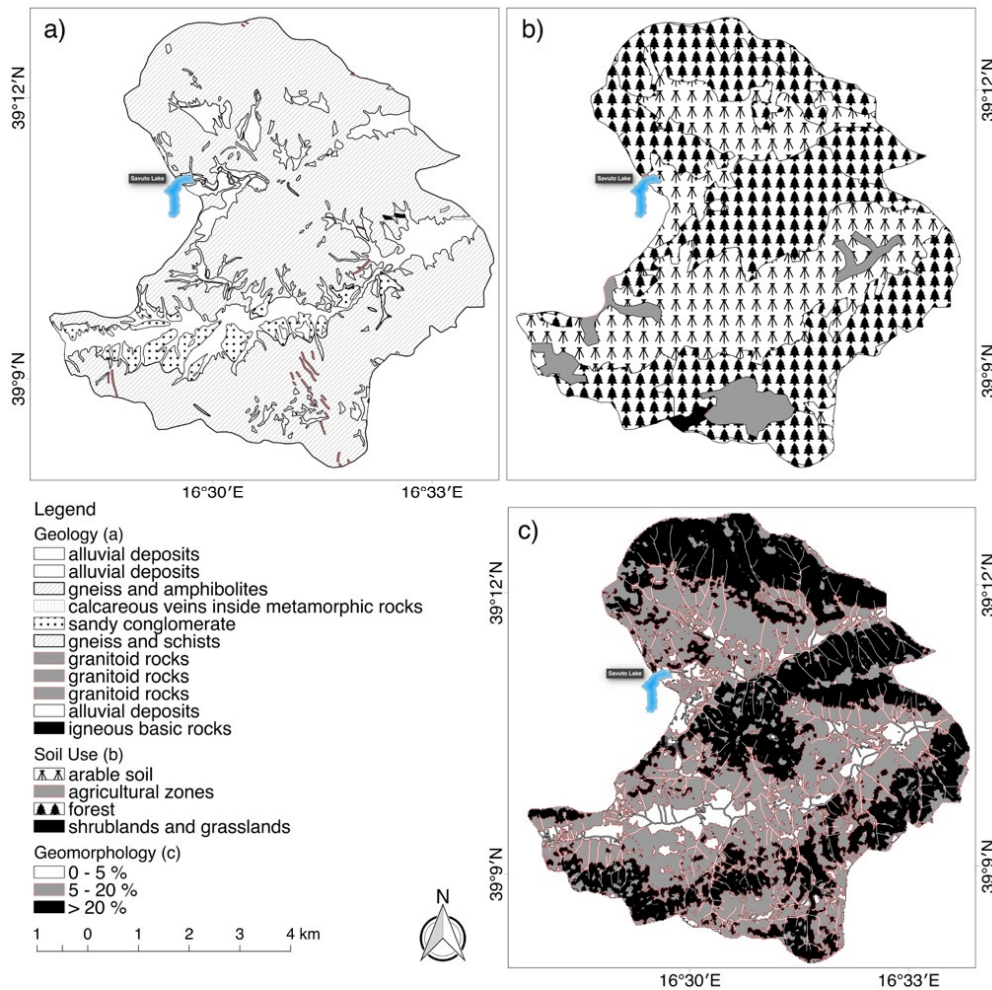 a)
39°12′N
Savuto Lake
39°9′N
16°30′E
16°33′E
b)
39°12′N
Savuto Lake
39°9′N
Legend
Geology (a)
alluvial deposits
alluvial deposits
gneiss and amphibolites
calcareous veins inside metamorphic rocks
sandy conglomerate
gneiss and schists
granitoid rocks
granitoid rocks
granitoid rocks
alluvial deposits
igneous basic rocks
Soil Use (b)
arable soil
agricultural zones
forest
shrublands and grasslands
Geomorphology (c)
0 - 5 %
5 - 20 %
> 20 %
1 0 1 2 3 4 km
N
c)
39°12′N
39°12′N
Savuto Lake
39°9′N
39°9′N
16°30′E
16°33′E